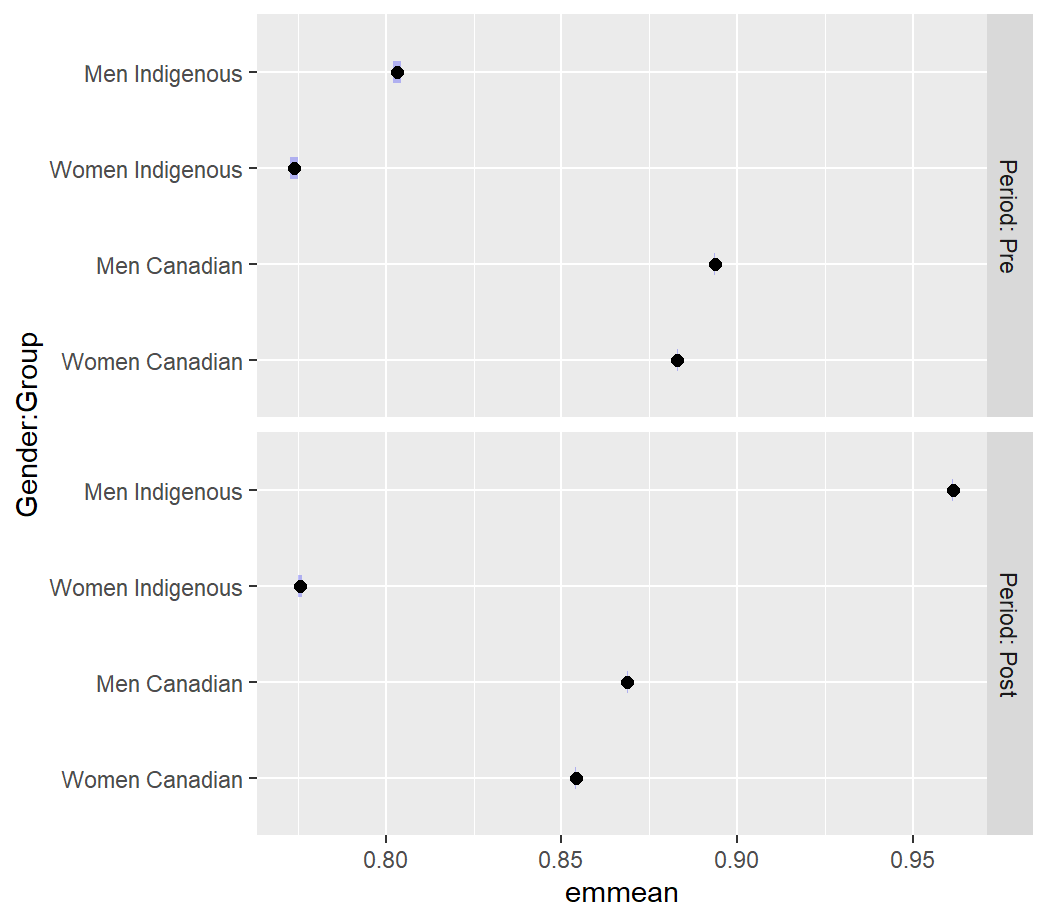 Men Indigenous
Women Indigenous
Men Canadian
Women Canadian
Period: Pre
Gender:Group
Men Indigenous
Women Indigenous
Men Canadian
Women Canadian
Period: Post
0.80 0.85 0.90 0.95
emmean